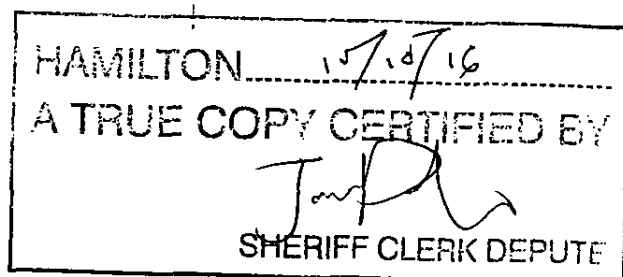 HAMILTON 15/10/16
A TRUE COPY CERTIFIED BY
SHERIFF CLERK DEPUTE